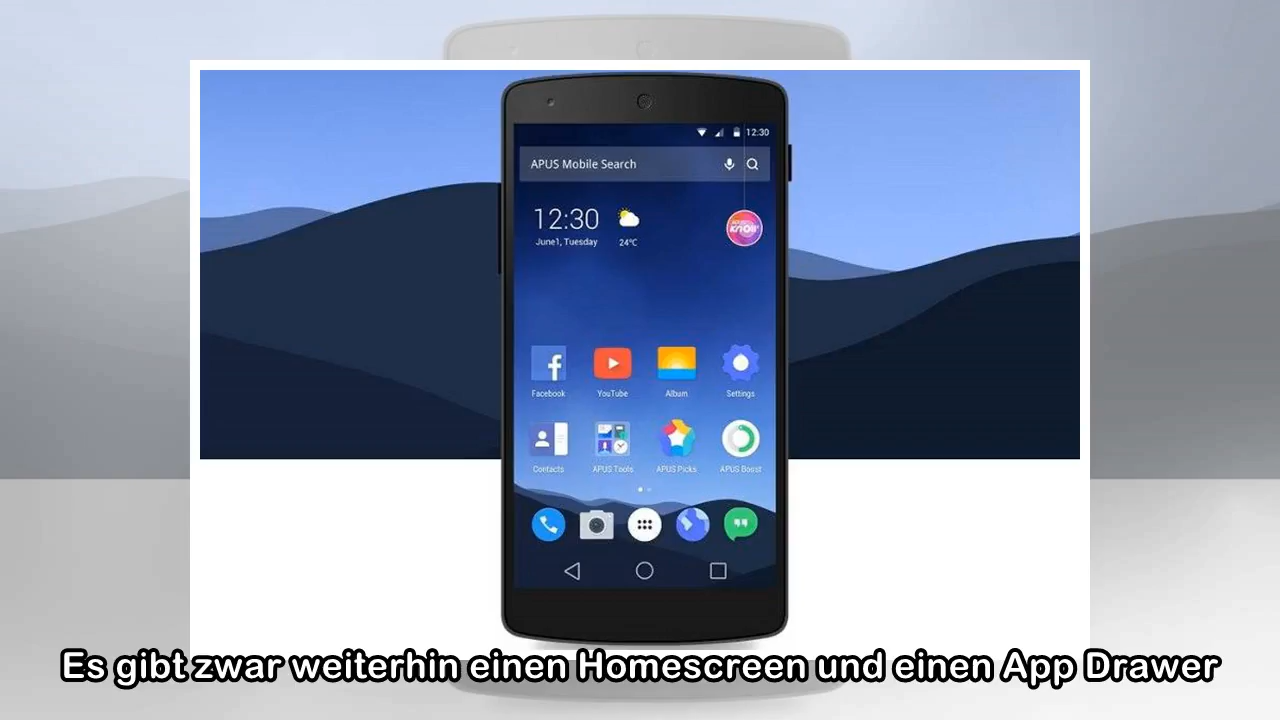 12:30
APUS Mobile Search
12:30
June1, Tuesday
24°C
Facebook
YouTube
Album
Settings
Contacts
APUS Tools
APUS Picks
APUS Boost
Es gibt zwar weiterhin einen Homescreen und einen App Drawer